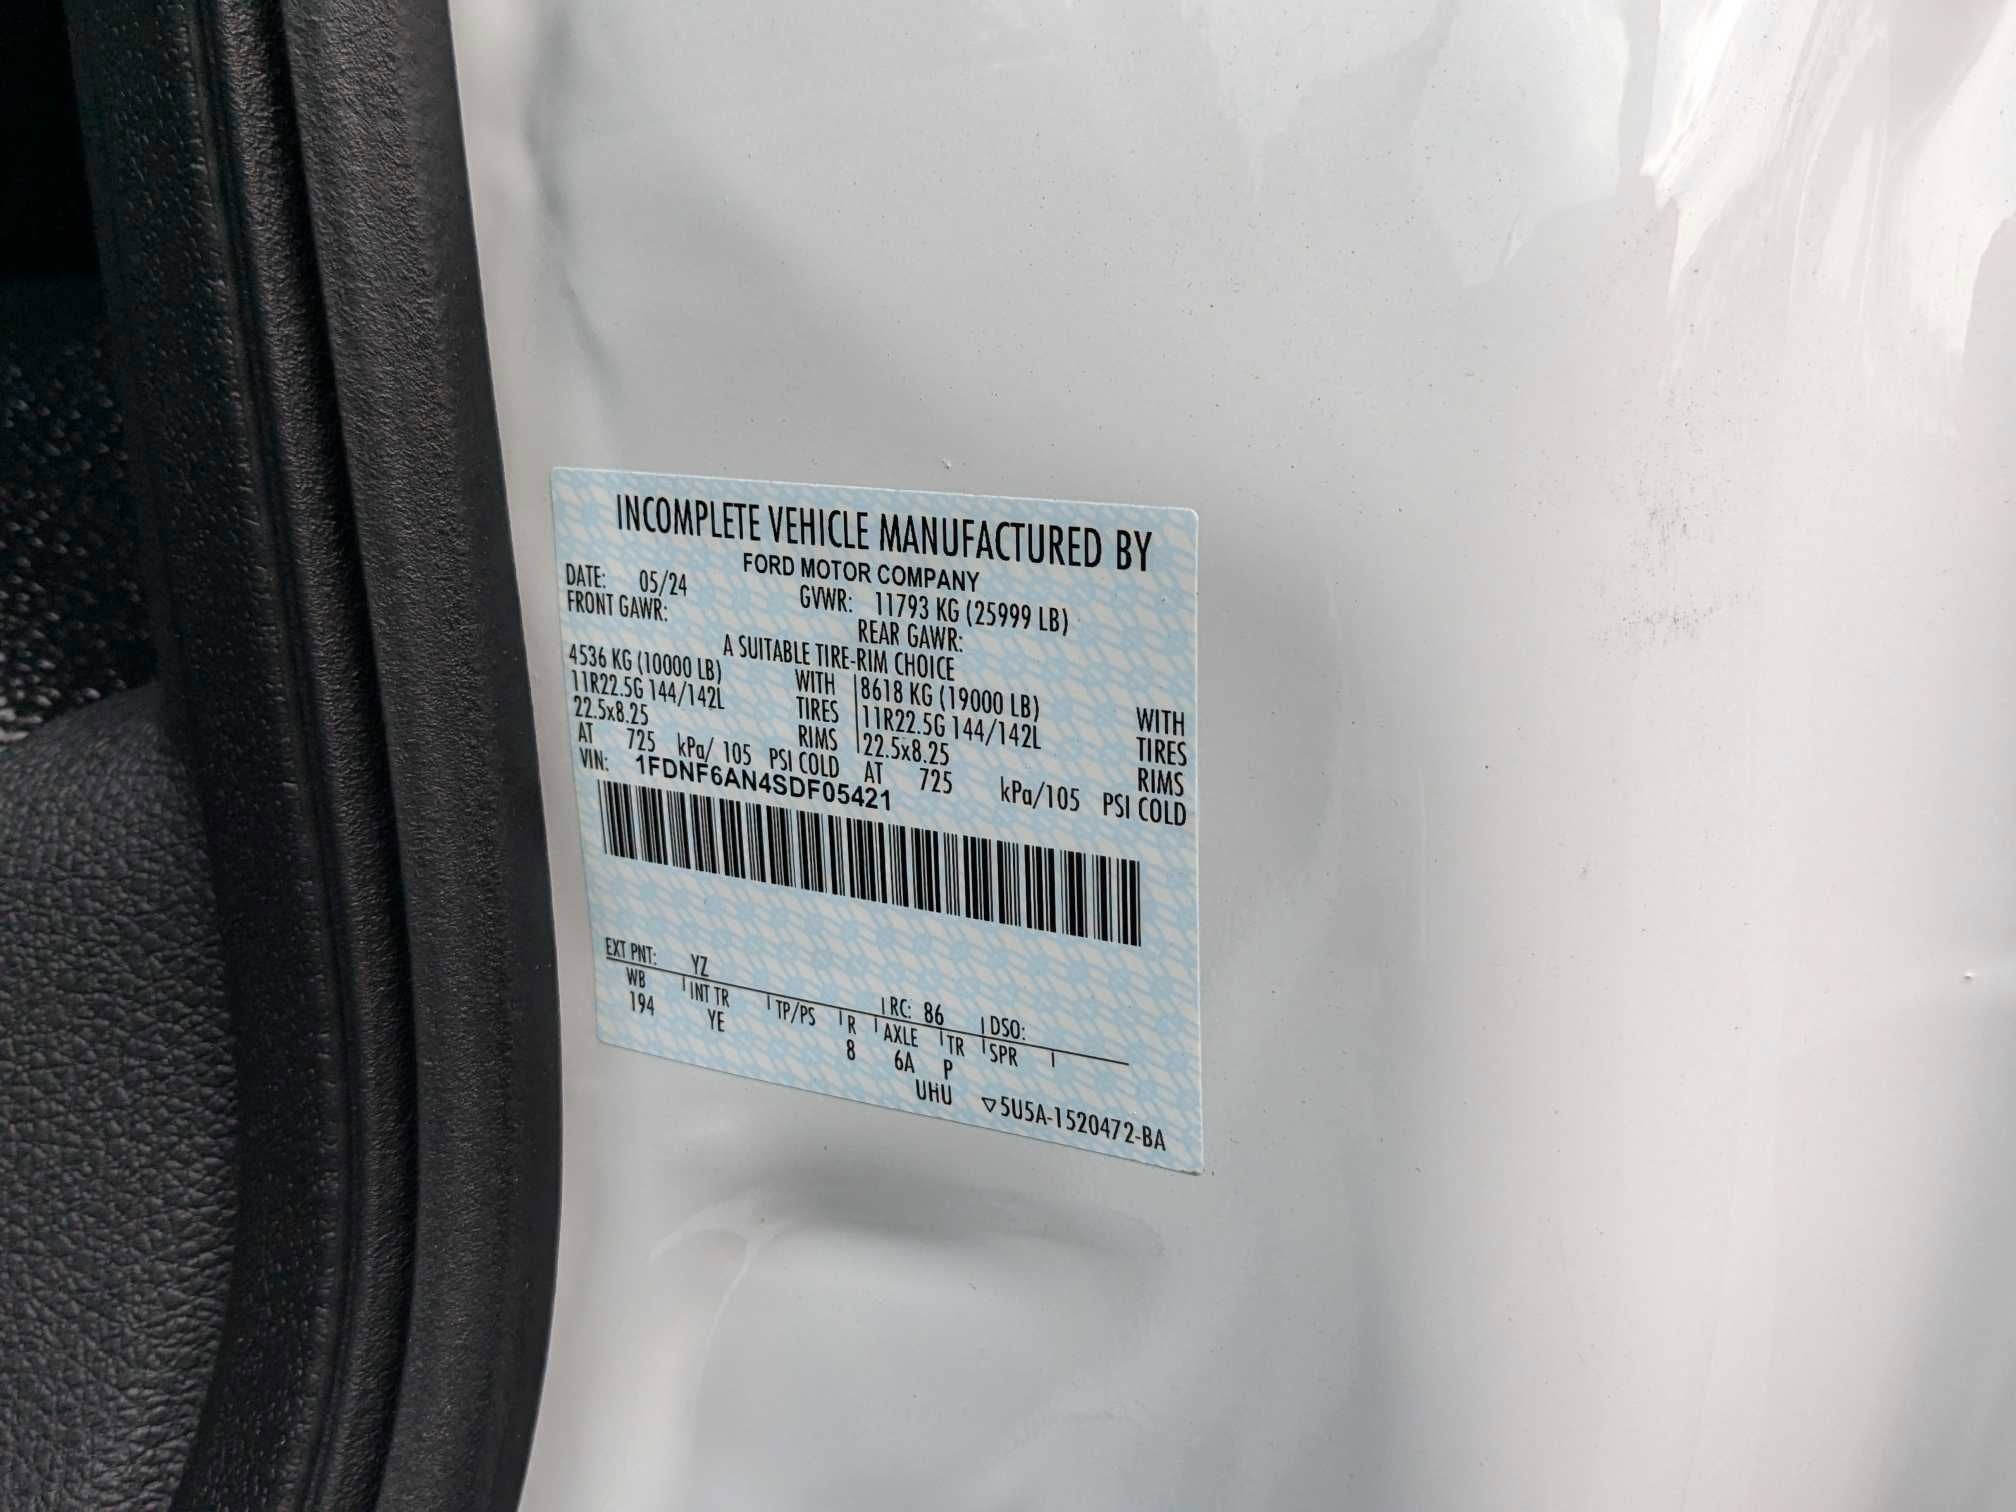 INCOMPLETE VEHICLE MANUFACTURED BY
FORD MOTOR COMPANY
DATE: 05/24 GVWR: 11793 KG (25999 LB)
FRONT GAWR: REAR GAWR:
A SUITABLE TIRE-RIM CHOICE
4536 KG (10000 LB) WITH 8618 KG (19000 LB) WITH
11R22.5G 144/142L TIRES 11R22.5G 144/142L TIRES
22.5x8.25 RIMS 22.5x8.25 RIMS
AT 725 kPa/ 105 PSI COLD AT 725 kPa/105 PSI COLD
VIN: 1FDNF6AN4SDF05421
EXT PNT: YZ RC: 86 DSO:
WB INT TR TP/PS R AXLE TR SPR
194 YE 8 6A P
UHU ▽5U5A-1520472-BA